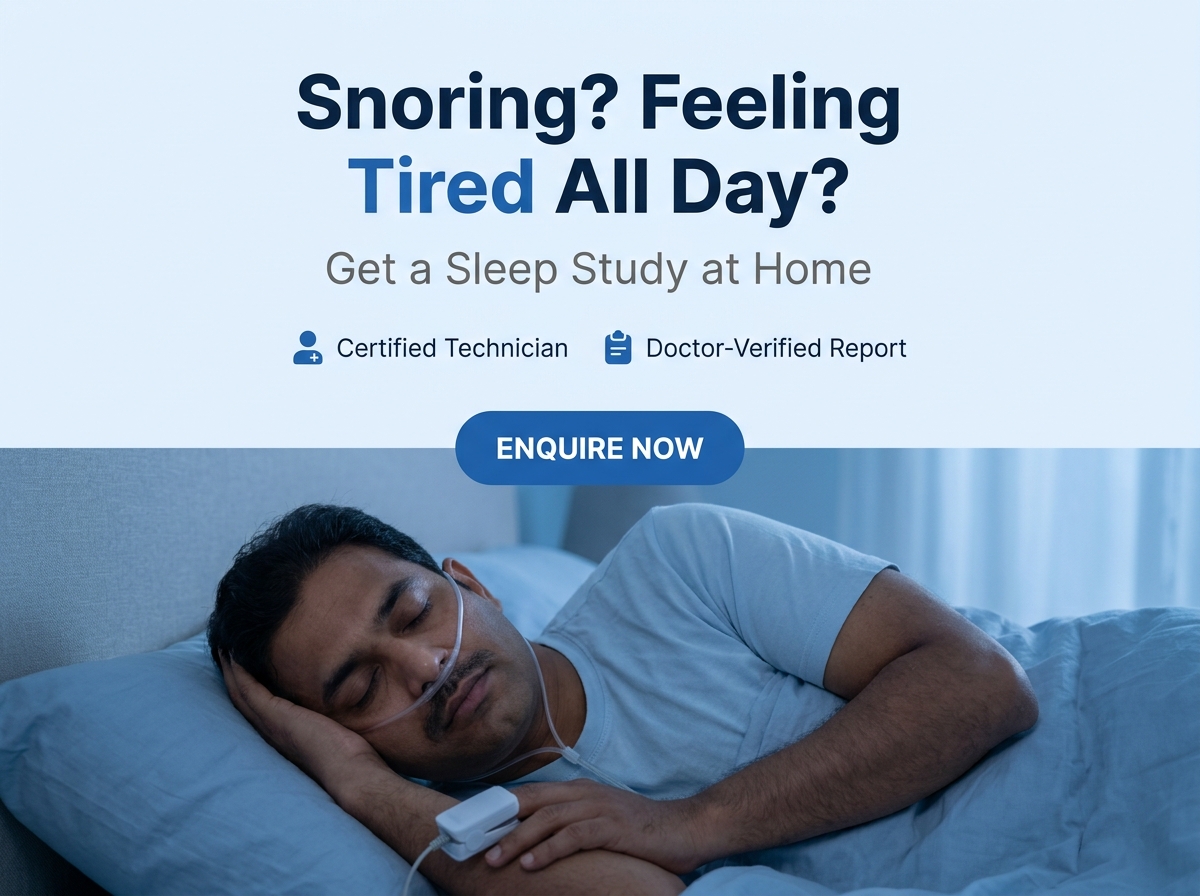 Snoring? Feeling
Tired All Day?
Get a Sleep Study at Home
Certified Technician
Doctor-Verified Report
ENQUIRE NOW